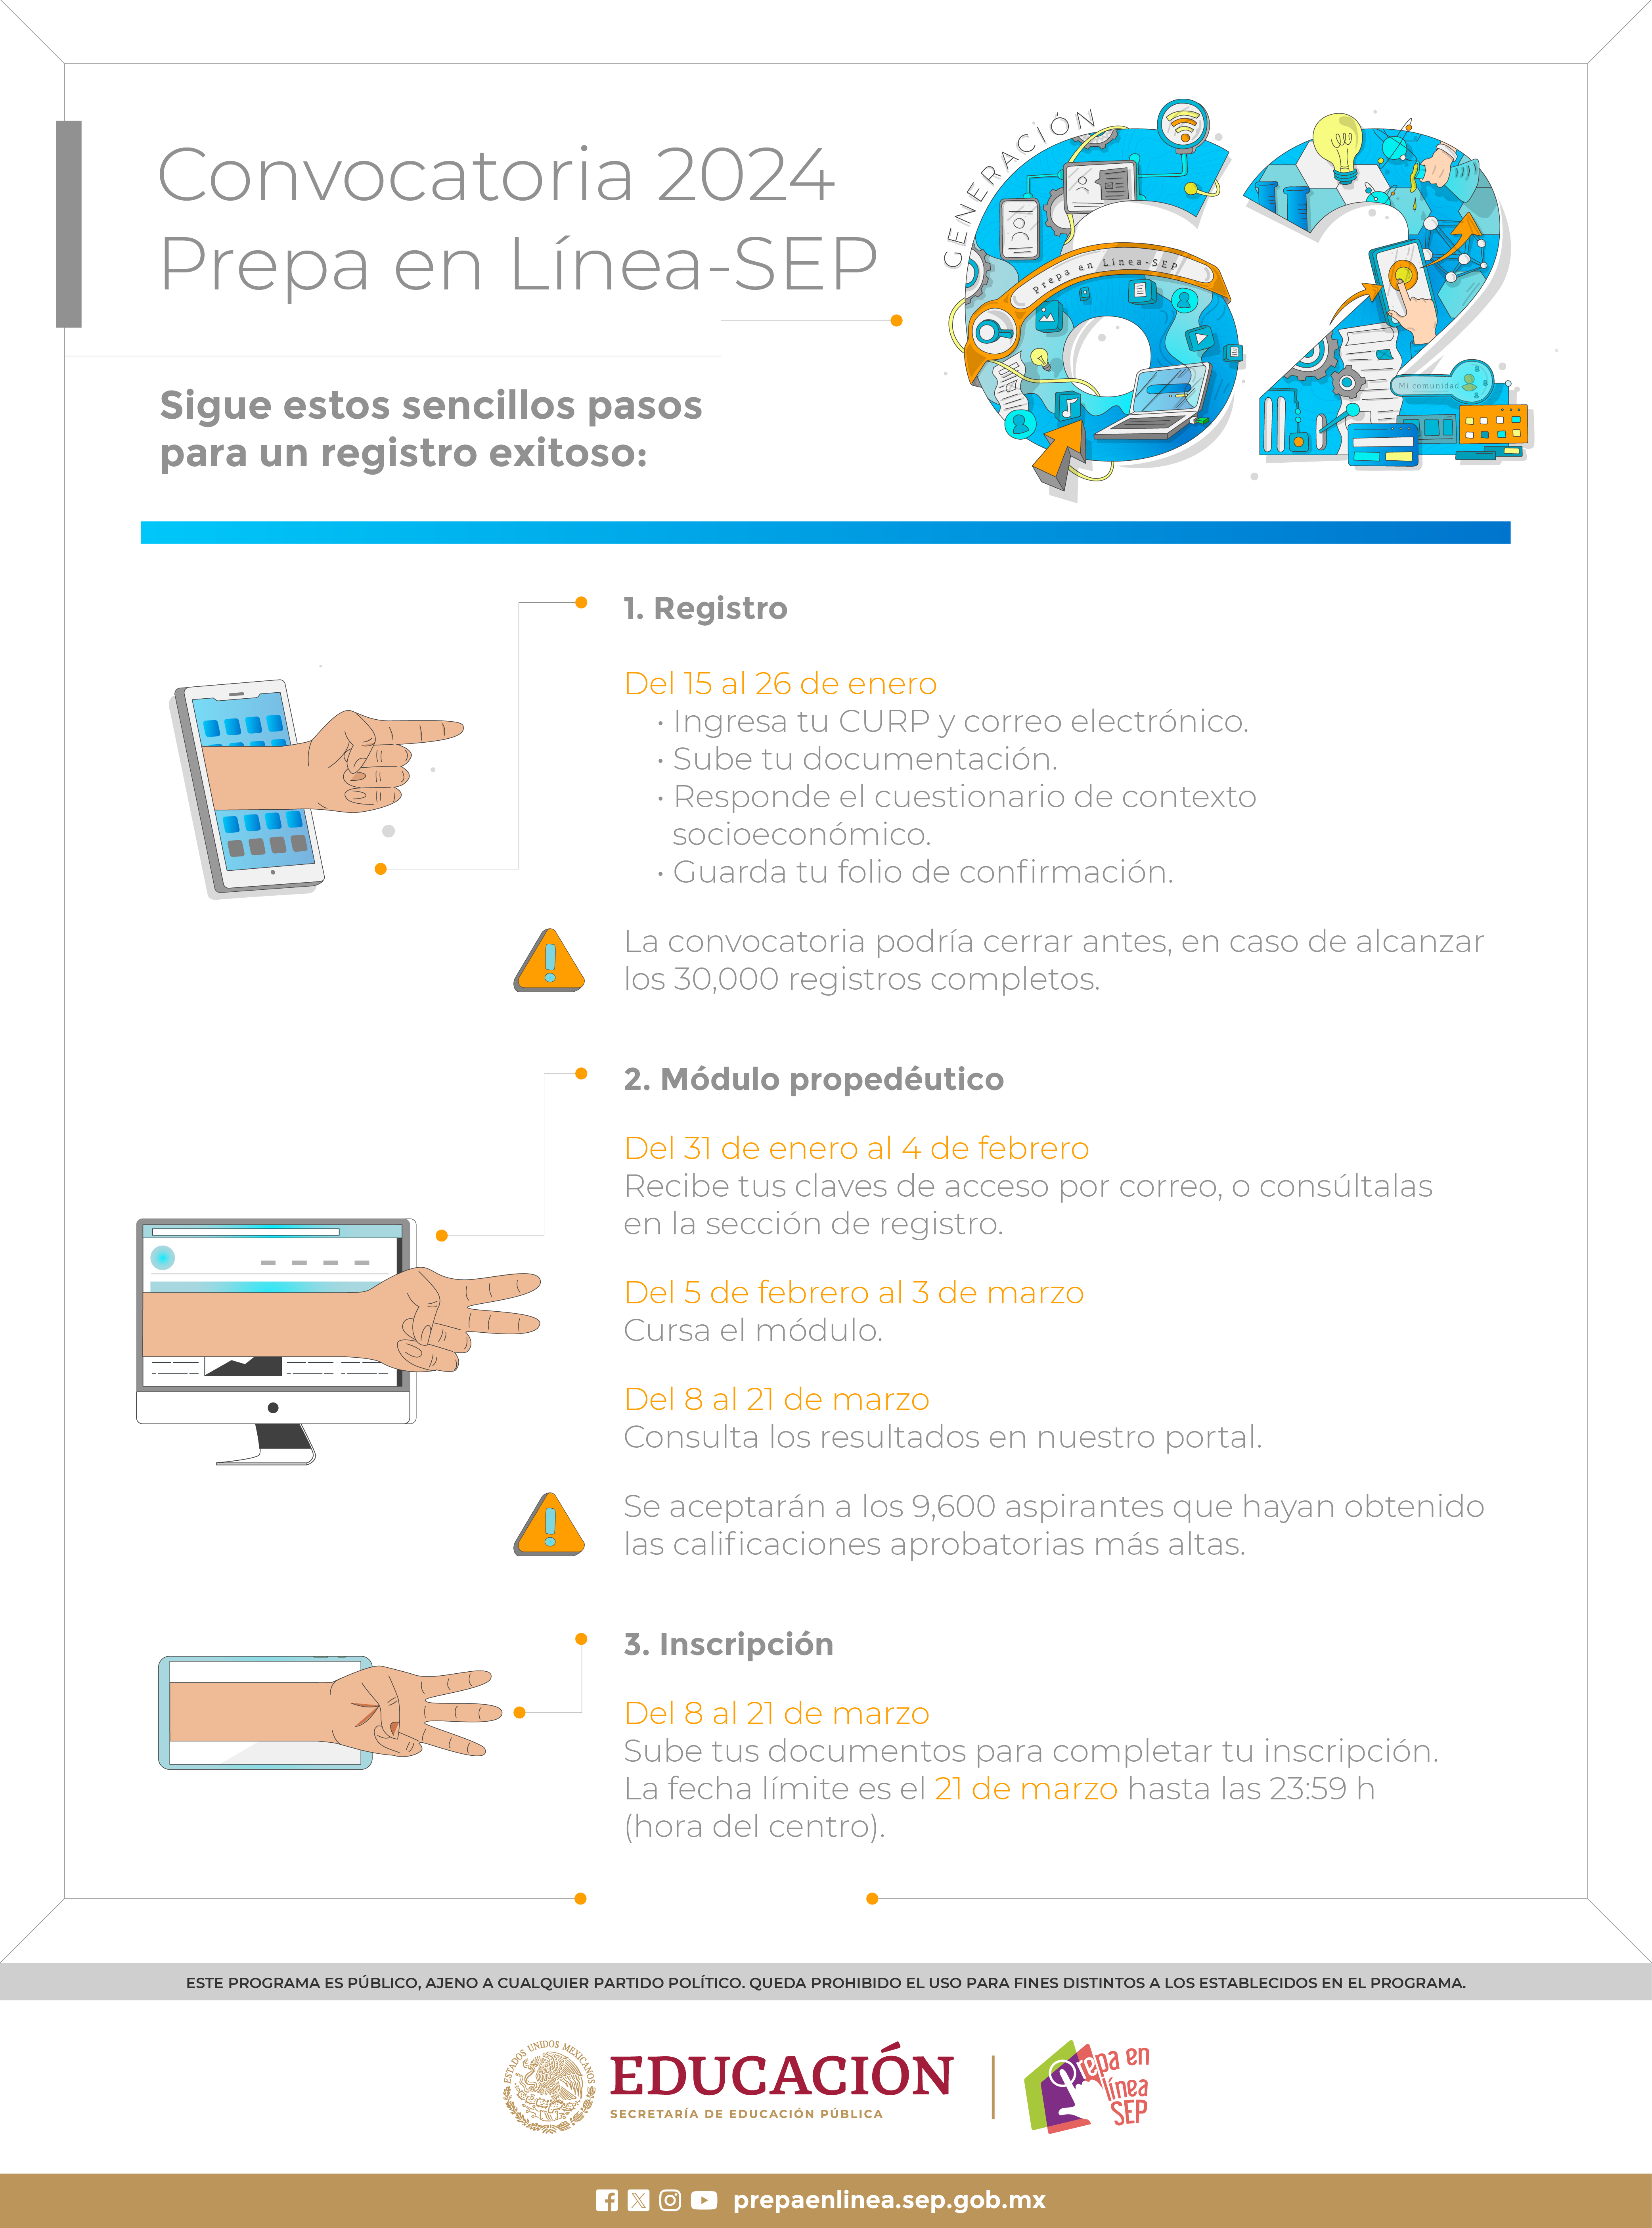 Convocatoria 2024
Prepa en Línea-SEP
GENERACIÓN
Prepa en Línea-SEP
Mi comunidad
Sigue estos sencillos pasos
para un registro exitoso:
1. Registro
Del 15 al 26 de enero
• Ingresa tu CURP y correo electrónico.
• Sube tu documentación.
• Responde el cuestionario de contexto
socioeconómico.
• Guarda tu folio de confirmación.
La convocatoria podría cerrar antes, en caso de alcanzar
los 30,000 registros completos.
2. Módulo propedéutico
Del 31 de enero al 4 de febrero
Recibe tus claves de acceso por correo, o consúltalas
en la sección de registro.
Del 5 de febrero al 3 de marzo
Cursa el módulo.
Del 8 al 21 de marzo
Consulta los resultados en nuestro portal.
Se aceptarán a los 9,600 aspirantes que hayan obtenido
las calificaciones aprobatorias más altas.
3. Inscripción
Del 8 al 21 de marzo
Sube tus documentos para completar tu inscripción.
La fecha límite es el 21 de marzo hasta las 23:59 h
(hora del centro).
ESTE PROGRAMA ES PÚBLICO, AJENO A CUALQUIER PARTIDO POLÍTICO. QUEDA PROHIBIDO EL USO PARA FINES DISTINTOS A LOS ESTABLECIDOS EN EL PROGRAMA.
ESTADOS UNIDOS MEXICANOS
EDUCACIÓN
SECRETARÍA DE EDUCACIÓN PÚBLICA
Prepa en
línea
SEP
prepaenlinea.sep.gob.mx
62